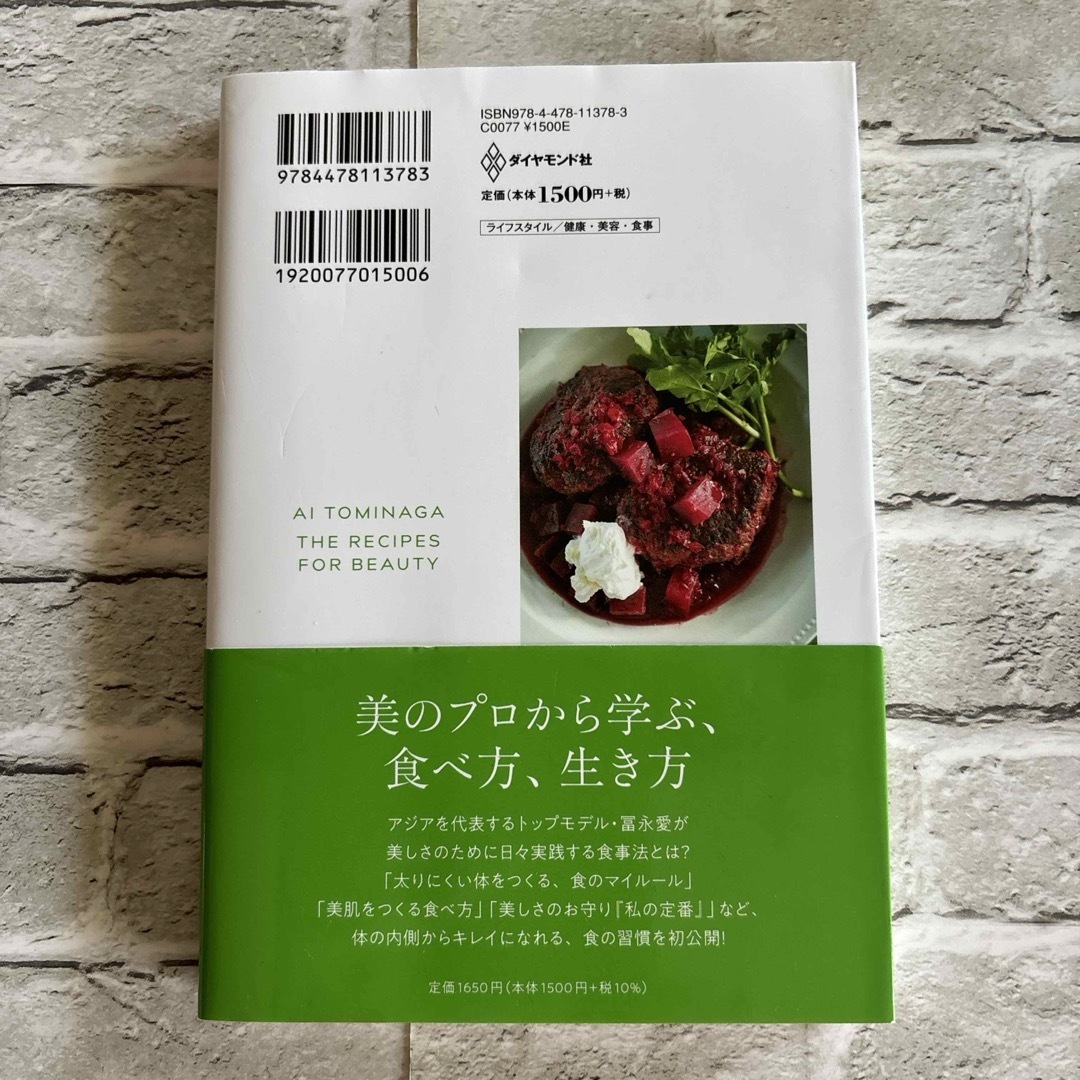 9784478113783
1920077015006
ISBN978-4-478-11378-3
C0077 ¥1500E
ダイヤモンド社
定価(本体1500円+税)
ライフスタイル/健康・美容・食事
AI TOMINAGA
THE RECIPES
FOR BEAUTY
美のプロから学ぶ、
食べ方、生き方
アジアを代表するトップモデル・冨永愛が
美しさのために日々実践する食事法とは?
「太りにくい体をつくる、食のマイルール」
「美肌をつくる食べ方」「美しさのお守り『私の定番』」など、
体の内側からキレイになれる、食の習慣を初公開!
定価1650円(本体1500円+税10%)